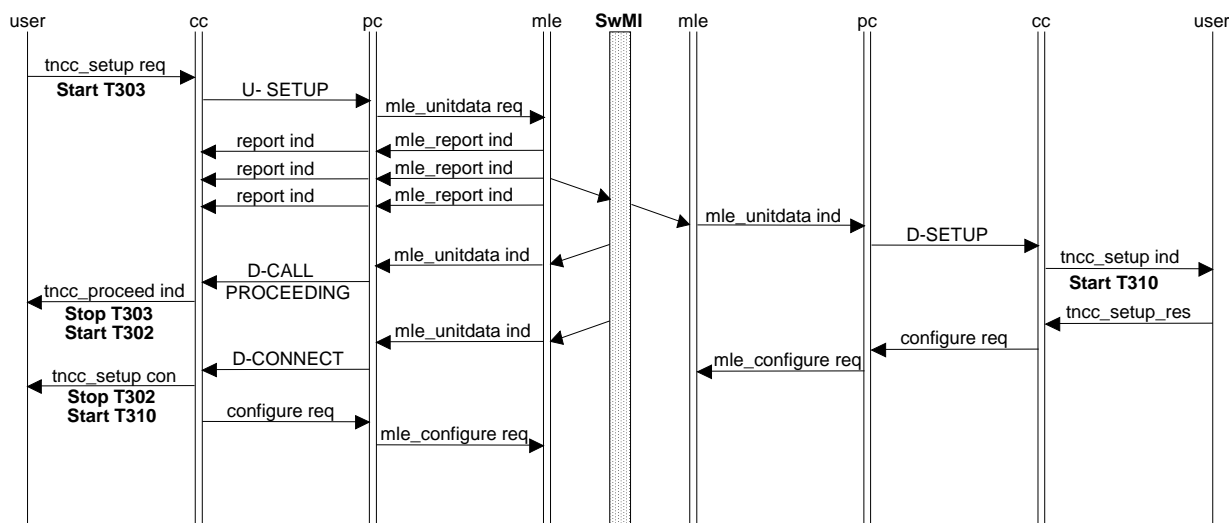 user cc pc mle SwMI mle pc cc user
tncc_setup req
Start T303
U- SETUP
mle_unitdata req
report ind mle_report ind
report ind mle_report ind
report ind mle_report ind
mle_unitdata ind
D-SETUP
tncc_setup ind
Start T310
mle_unitdata ind
D-CALL
PROCEEDING
tncc_proceed ind
Stop T303
Start T302
tncc_setup_res
mle_unitdata ind
configure req
D-CONNECT
mle_configure req
tncc_setup con
Stop T302
Start T310
configure req
mle_configure req